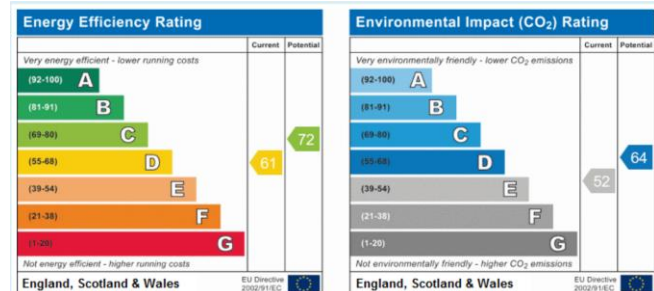 Energy Efficiency Rating
Current Potential
Very energy efficient - lower running costs
(92-100) A
(81-91) B
(69-80) C
72
(55-68) D
61
(39-54) E
(21-38) F
(1-20) G
Not energy efficient - higher running costs
England, Scotland & Wales
EU Directive
2002/91/EC
Environmental Impact (CO₂) Rating
Current Potential
Very environmentally friendly - lower CO₂ emissions
(92-100) A
(81-91) B
(69-80) C
(55-68) D
64
(39-54) E
52
(21-38) F
(1-20) G
Not environmentally friendly - higher CO₂ emissions
England, Scotland & Wales
EU Directive
2002/91/EC